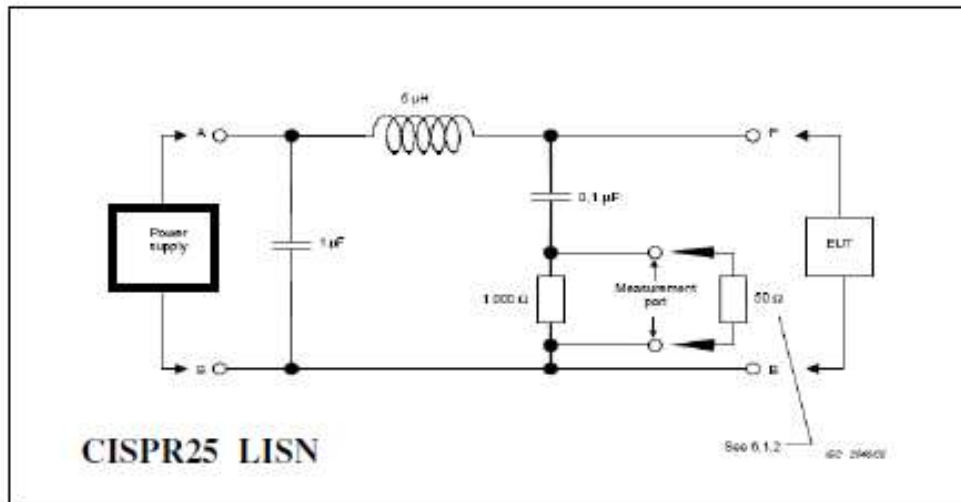 5 μH
A
P
0,1 μF
Power
supply
1 μF
1 000 Ω
Measurement
port
50 Ω
EUT
B
B
See 6.1.2
CISPR25 LISN